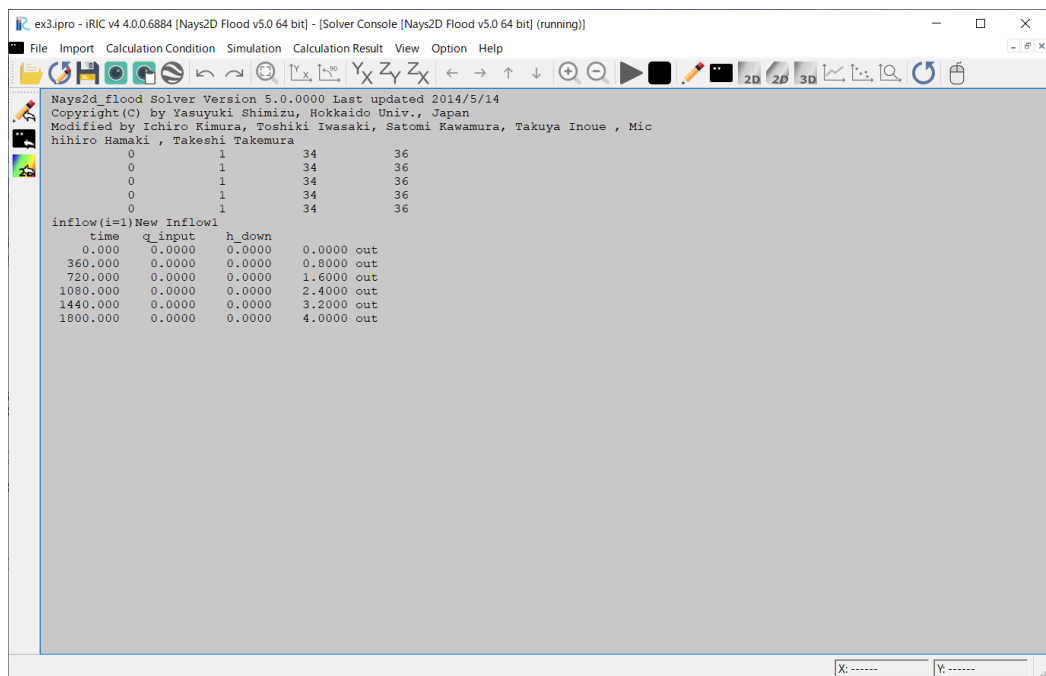 ex3.ipro - iRIC v4 4.0.0.6884 [Nays2D Flood v5.0 64 bit] - [Solver Console [Nays2D Flood v5.0 64 bit] (running)]
File Import Calculation Condition Simulation Calculation Result View Option Help
Y X Y X Z Y Z X 2D 2D 3D
Nays2d_flood Solver Version 5.0.0000 Last updated 2014/5/14
Copyright(C) by Yasuyuki Shimizu, Hokkaido Univ., Japan
Modified by Ichiro Kimura, Toshiki Iwasaki, Satomi Kawamura, Takuya Inoue , Mic
hihiro Hamaki , Takeshi Takemura
0 1 34 36
0 1 34 36
0 1 34 36
0 1 34 36
0 1 34 36
inflow(i=1)New Inflow1
time q_input h_down
0.000 0.0000 0.0000 0.0000 out
360.000 0.0000 0.0000 0.8000 out
720.000 0.0000 0.0000 1.6000 out
1080.000 0.0000 0.0000 2.4000 out
1440.000 0.0000 0.0000 3.2000 out
1800.000 0.0000 0.0000 4.0000 out
X: ------ Y: ------